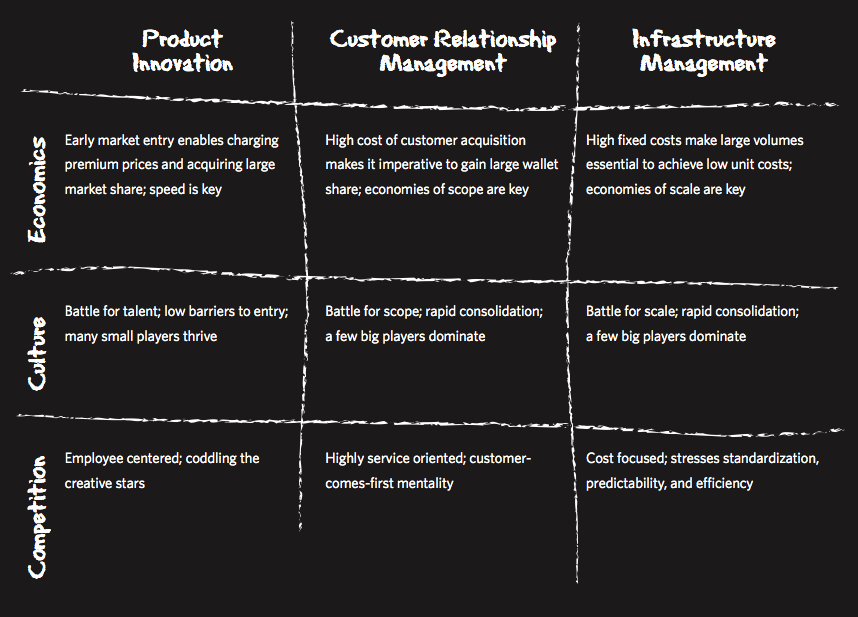 Product
Innovation
Customer Relationship
Management
Infrastructure
Management
Economics
Early market entry enables charging
premium prices and acquiring large
market share; speed is key
High cost of customer acquisition
makes it imperative to gain large wallet
share; economies of scope are key
High fixed costs make large volumes
essential to achieve low unit costs;
economies of scale are key
Culture
Battle for talent; low barriers to entry;
many small players thrive
Battle for scope; rapid consolidation;
a few big players dominate
Battle for scale; rapid consolidation;
a few big players dominate
Competition
Employee centered; coddling the
creative stars
Highly service oriented; customer-
comes-first mentality
Cost focused; stresses standardization,
predictability, and efficiency